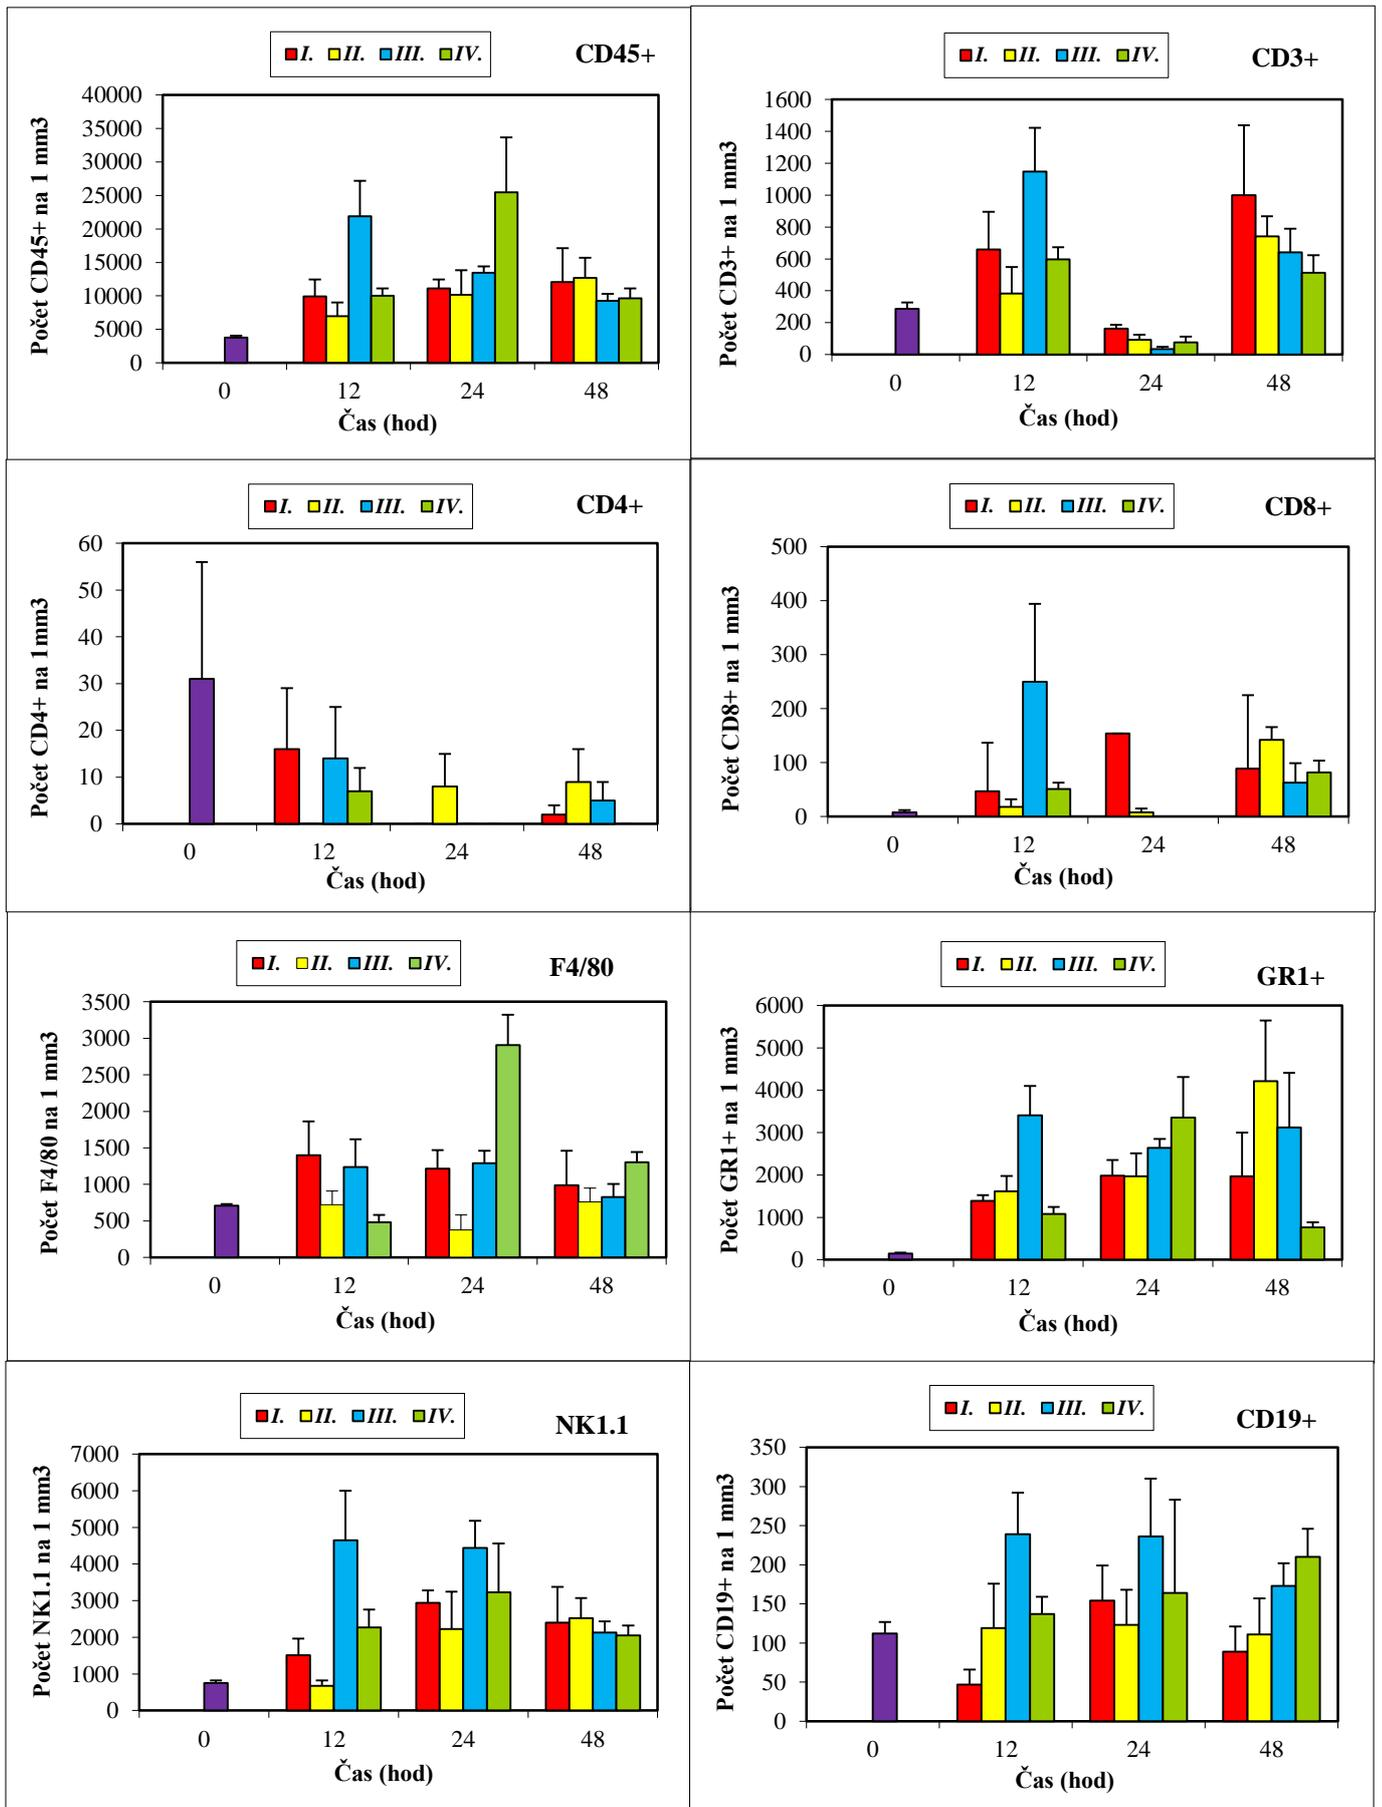 I. II. III. IV. CD45+
Počet CD45+ na 1 mm3
40000
35000
30000
25000
20000
15000
10000
5000
0
0 12 24 48
Čas (hod)
I. II. III. IV. CD3+
Počet CD3+ na 1 mm3
1600
1400
1200
1000
800
600
400
200
0
0 12 24 48
Čas (hod)
I. II. III. IV. CD4+
Počet CD4+ na 1mm3
60
50
40
30
20
10
0
0 12 24 48
Čas (hod)
I. II. III. IV. CD8+
Počet CD8+ na 1 mm3
500
400
300
200
100
0
0 12 24 48
Čas (hod)
I. II. III. IV. F4/80
Počet F4/80 na 1 mm3
3500
3000
2500
2000
1500
1000
500
0
0 12 24 48
Čas (hod)
I. II. III. IV. GR1+
Počet GR1+ na 1 mm3
6000
5000
4000
3000
2000
1000
0
0 12 24 48
Čas (hod)
I. II. III. IV. NK1.1
Počet NK1.1 na 1 mm3
7000
6000
5000
4000
3000
2000
1000
0
0 12 24 48
Čas (hod)
I. II. III. IV. CD19+
Počet CD19+ na 1 mm3
350
300
250
200
150
100
50
0
0 12 24 48
Čas (hod)